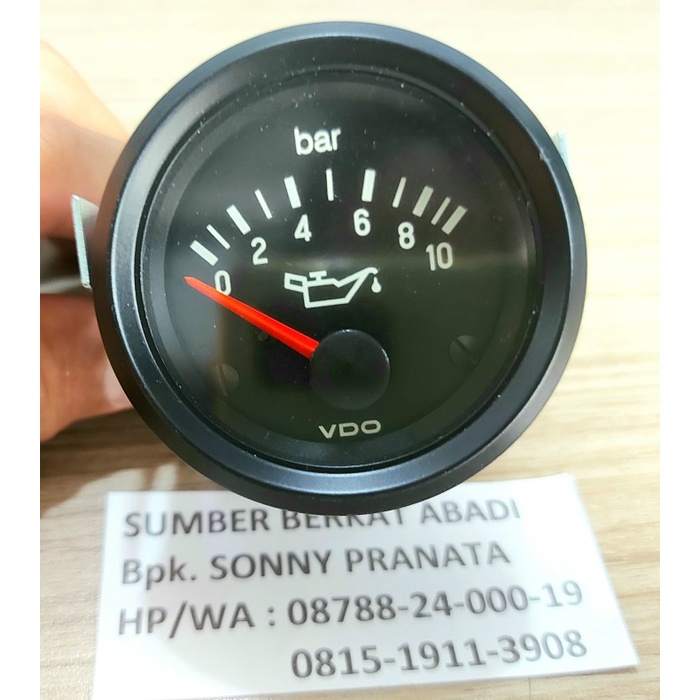 bar
0 2 4 6 8 10
VDO
SUMBER BERKAT ABADI
Bpk. SONNY PRANATA
HP/WA : 08788-24-000-19
0815-1911-3908